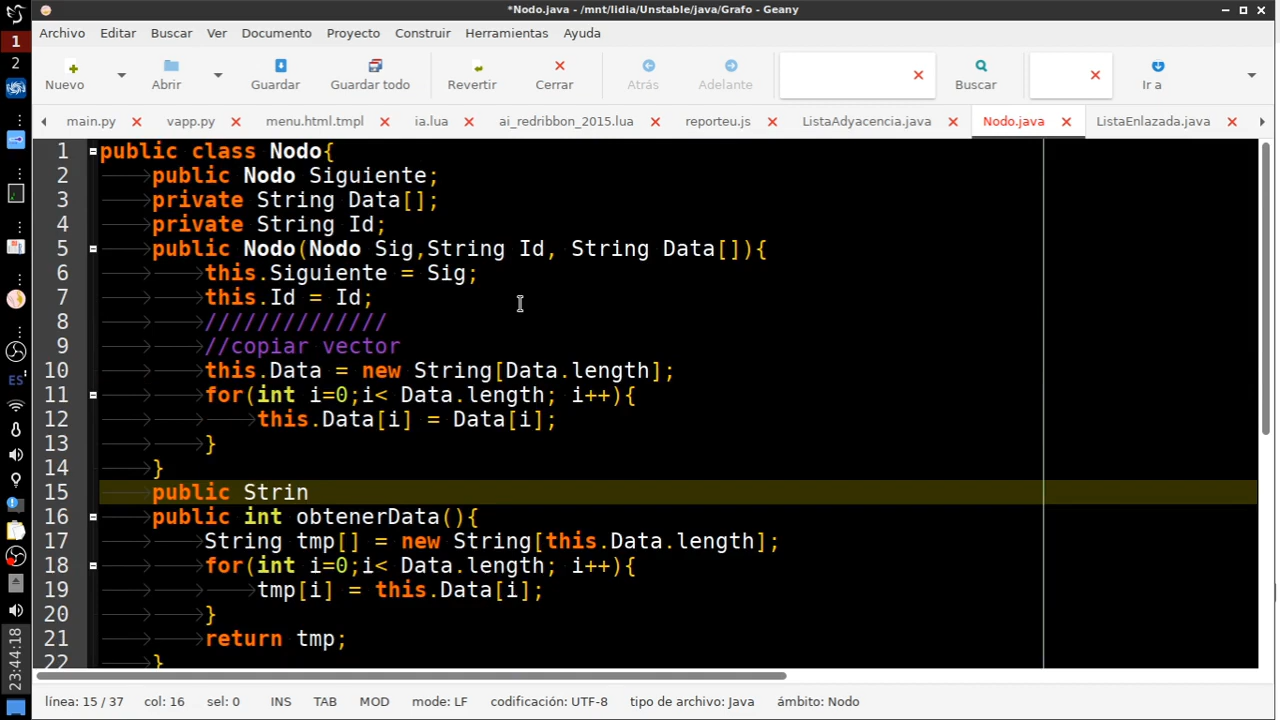 *Nodo.java - /mnt/lidia/Unstable/java/Grafo - Geany
1
2
ES
23:44:18
Archivo Editar Buscar Ver Documento Proyecto Construir Herramientas Ayuda
Nuevo Abrir Guardar Guardar todo Revertir Cerrar Atrás Adelante Buscar Ir a
main.py vapp.py menu.html.tmpl ia.lua ai_redribbon_2015.lua reporteu.js ListaAdyacencia.java Nodo.java ListaEnlazada.java
1 public class Nodo{
2 public Nodo Siguiente;
3 private String Data[];
4 private String Id;
5 public Nodo(Nodo Sig,String Id, String Data[]){
6 this.Siguiente = Sig;
7 this.Id = Id;
8 //////////////
9 //copiar vector
10 this.Data = new String[Data.length];
11 for(int i=0;i< Data.length; i++){
12 this.Data[i] = Data[i];
13 }
14 }
15 public Strin
16 public int obtenerData(){
17 String tmp[] = new String[this.Data.length];
18 for(int i=0;i< Data.length; i++){
19 tmp[i] = this.Data[i];
20 }
21 return tmp;
22 }
línea: 15 / 37 col: 16 sel: 0 INS TAB MOD mode: LF codificación: UTF-8 tipo de archivo: Java ámbito: Nodo